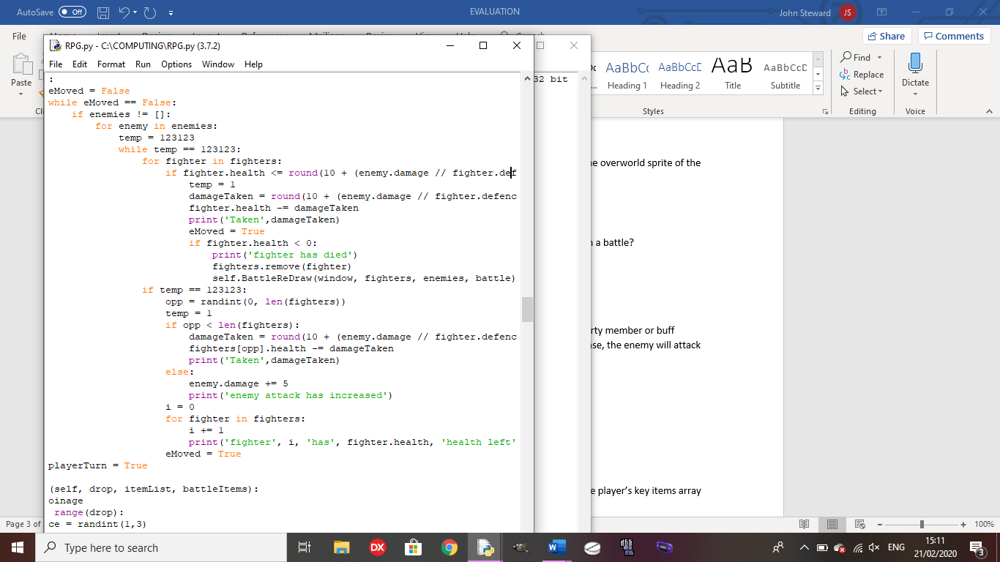 AutoSave Off EVALUATION John Steward JS
File
Share Comments
RPG.py - C:\COMPUTING\RPG.py (3.7.2)
File Edit Format Run Options Window Help
Paste
AaBbCc AaBbCcD AaB AaBbCcD
Heading 1 Heading 2 Title Subtitle
Styles
Find
Replace
Select
Editing
Dictate
Voice
32 bit
:
eMoved = False
while eMoved == False:
if enemies != []:
for enemy in enemies:
temp = 123123
while temp == 123123:
for fighter in fighters:
if fighter.health <= round(10 + (enemy.damage // fighter.def
temp = 1
damageTaken = round(10 + (enemy.damage // fighter.defenc
fighter.health -= damageTaken
print('Taken',damageTaken)
eMoved = True
if fighter.health < 0:
print('fighter has died')
fighters.remove(fighter)
self.BattleReDraw(window, fighters, enemies, battle)
if temp == 123123:
opp = randint(0, len(fighters))
temp = 1
if opp < len(fighters):
damageTaken = round(10 + (enemy.damage // fighter.defenc
fighters[opp].health -= damageTaken
print('Taken',damageTaken)
else:
enemy.damage += 5
print('enemy attack has increased')
i = 0
for fighter in fighters:
i += 1
print('fighter', i, 'has', fighter.health, 'health left'
eMoved = True
playerTurn = True
(self, drop, itemList, battleItems):
oinage
range(drop):
ce = randint(1,3)
overworld sprite of the
a battle?
rty member or buff
se, the enemy will attack
player’s key items array
Page 3 of
100%
Type here to search
ENG
15:11
21/02/2020
3